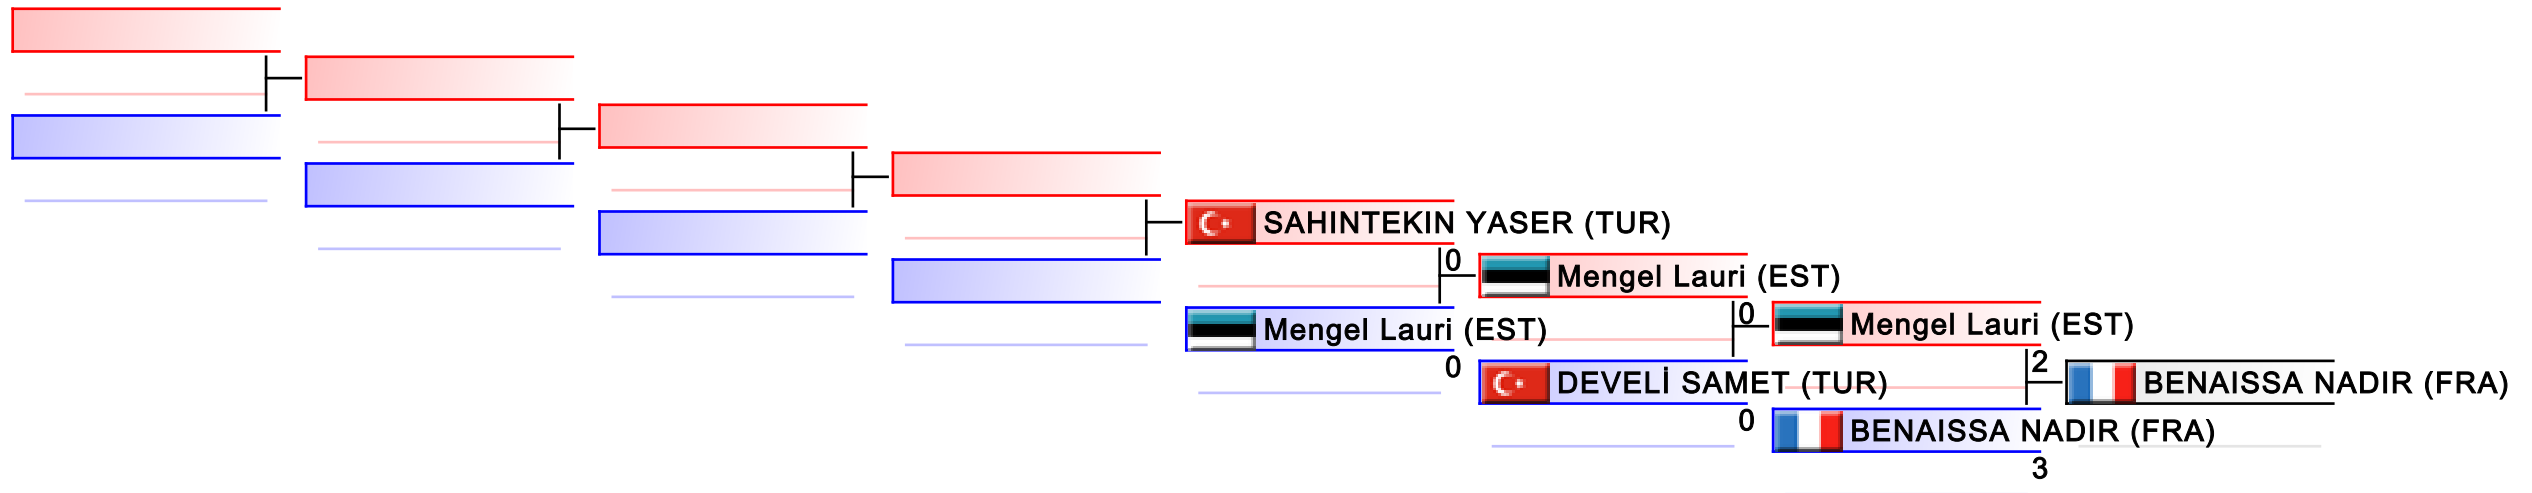 SAHINTEKIN YASER (TUR)
0
Mengel Lauri (EST)
0
Mengel Lauri (EST)
0
DEVELİ SAMET (TUR)
0
Mengel Lauri (EST)
2
BENAISSA NADIR (FRA)
3
BENAISSA NADIR (FRA)